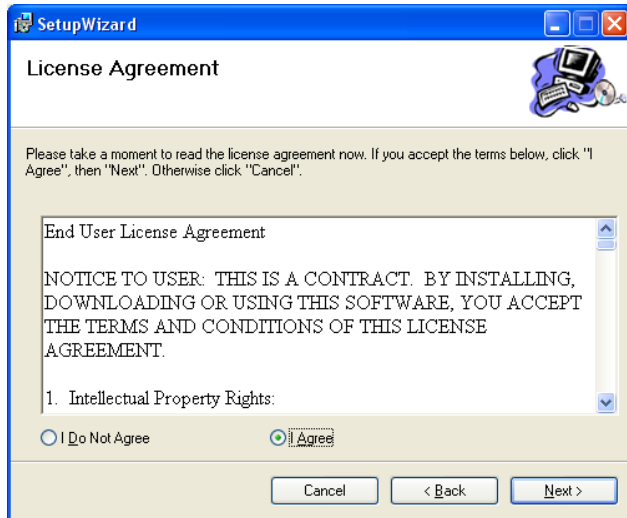 SetupWizard
License Agreement
Please take a moment to read the license agreement now. If you accept the terms below, click "I
Agree", then "Next". Otherwise click "Cancel".
End User License Agreement
NOTICE TO USER:  THIS IS A CONTRACT.  BY INSTALLING,
DOWNLOADING OR USING THIS SOFTWARE, YOU ACCEPT
THE TERMS AND CONDITIONS OF THIS LICENSE
AGREEMENT.
1.  Intellectual Property Rights:
I Do Not Agree
I Agree
Cancel
< Back
Next >